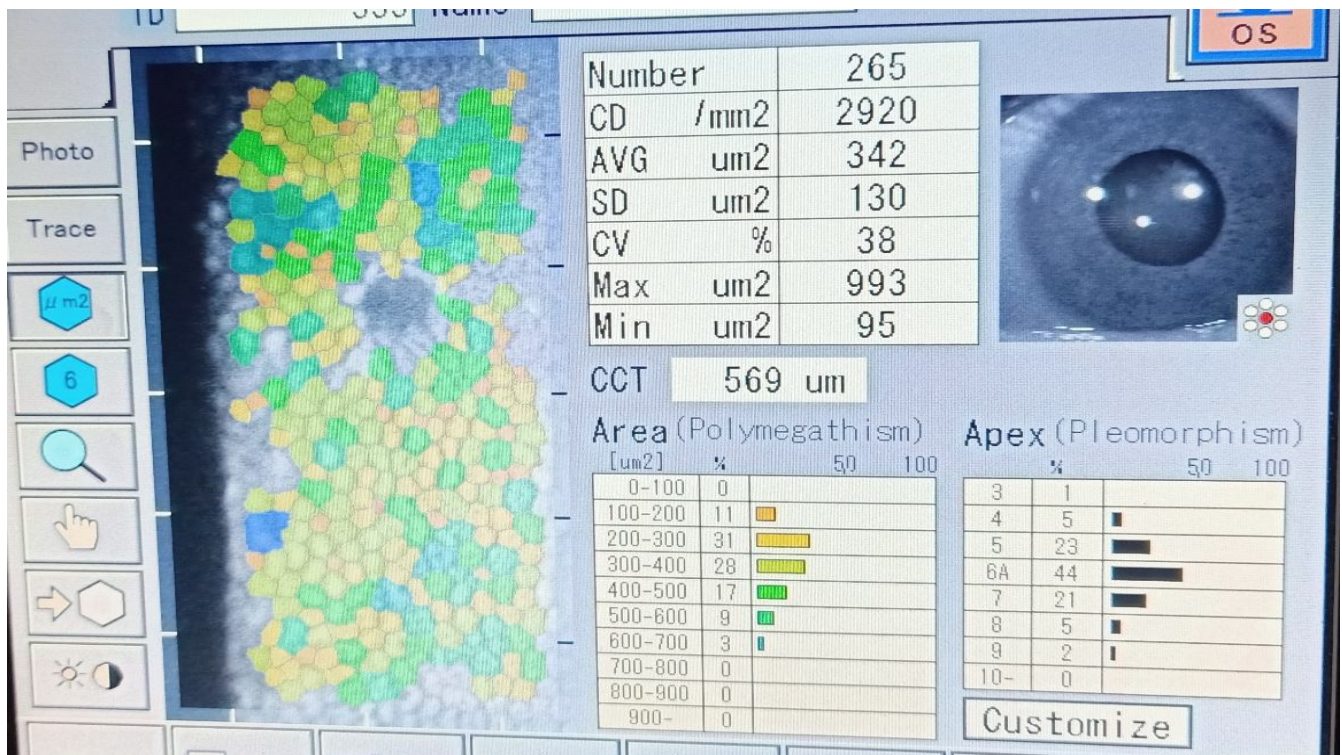 ID
Name
OS
Photo
Trace
μm2
6
Number 265
CD /mm2 2920
AVG um2 342
SD um2 130
CV % 38
Max um2 993
Min um2 95
CCT 569 um
Area (Polymegathism)
[um2] % 50 100
0-100 0
100-200 11
200-300 31
300-400 28
400-500 17
500-600 9
600-700 3
700-800 0
800-900 0
900- 0
Apex (Pleomorphism)
% 50 100
3 1
4 5
5 23
6A 44
7 21
8 5
9 2
10- 0
Customize